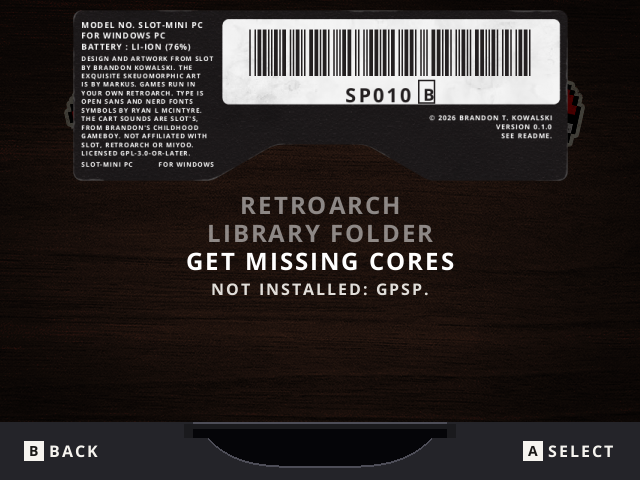 MODEL NO. SLOT-MINI PC
FOR WINDOWS PC
BATTERY : LI-ION (76%)
DESIGN AND ARTWORK FROM SLOT
BY BRANDON KOWALSKI. THE
EXQUISITE SKEUOMORPHIC ART
IS BY MARKUS. GAMES RUN IN
YOUR OWN RETROARCH. TYPE IS
OPEN SANS AND NERD FONTS
SYMBOLS BY RYAN L MCINTYRE.
THE CART SOUNDS ARE SLOT'S,
FROM BRANDON'S CHILDHOOD
GAMEBOY. NOT AFFILIATED WITH
SLOT, RETROARCH OR MIYOO.
LICENSED GPL-3.0-OR-LATER.
SLOT-MINI PC FOR WINDOWS
SP010 B
© 2026 BRANDON T. KOWALSKI
VERSION 0.1.0
SEE README.
RETROARCH
LIBRARY FOLDER
GET MISSING CORES
NOT INSTALLED: GPSP.
B BACK
A SELECT